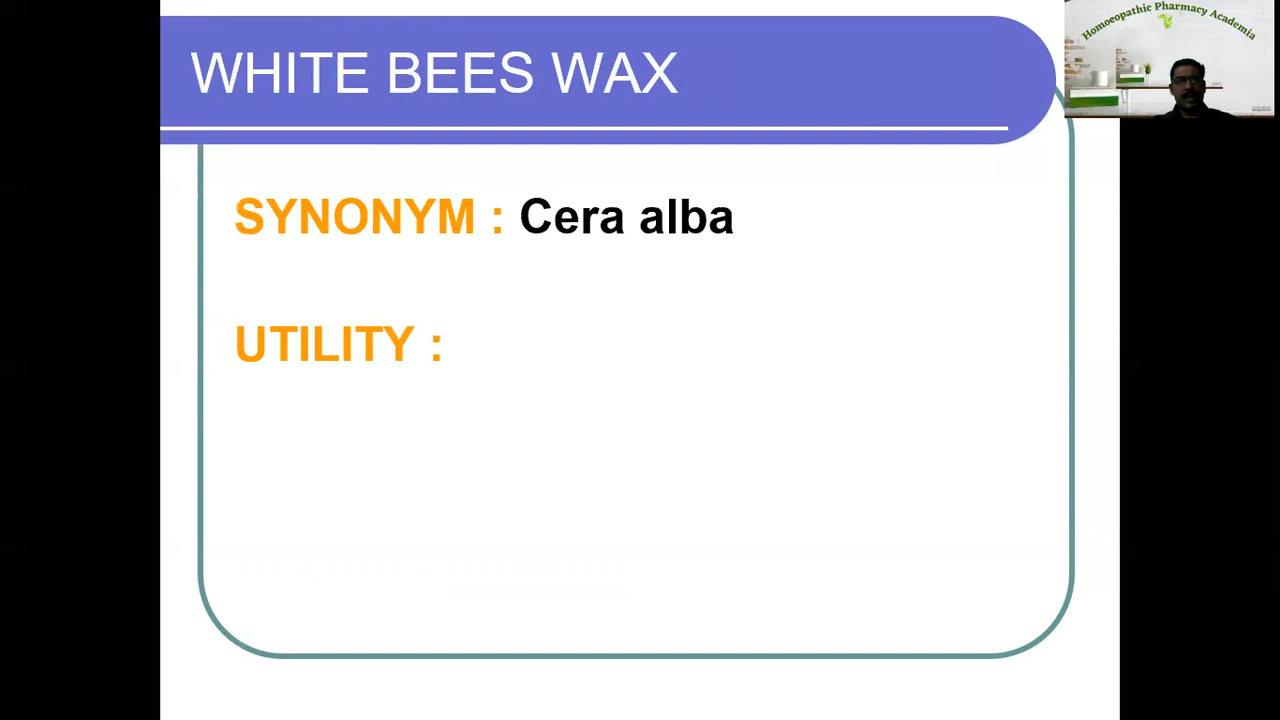 WHITE BEES WAX
Homoeopathic Pharmacy Academia
SYNONYM : Cera alba
UTILITY :